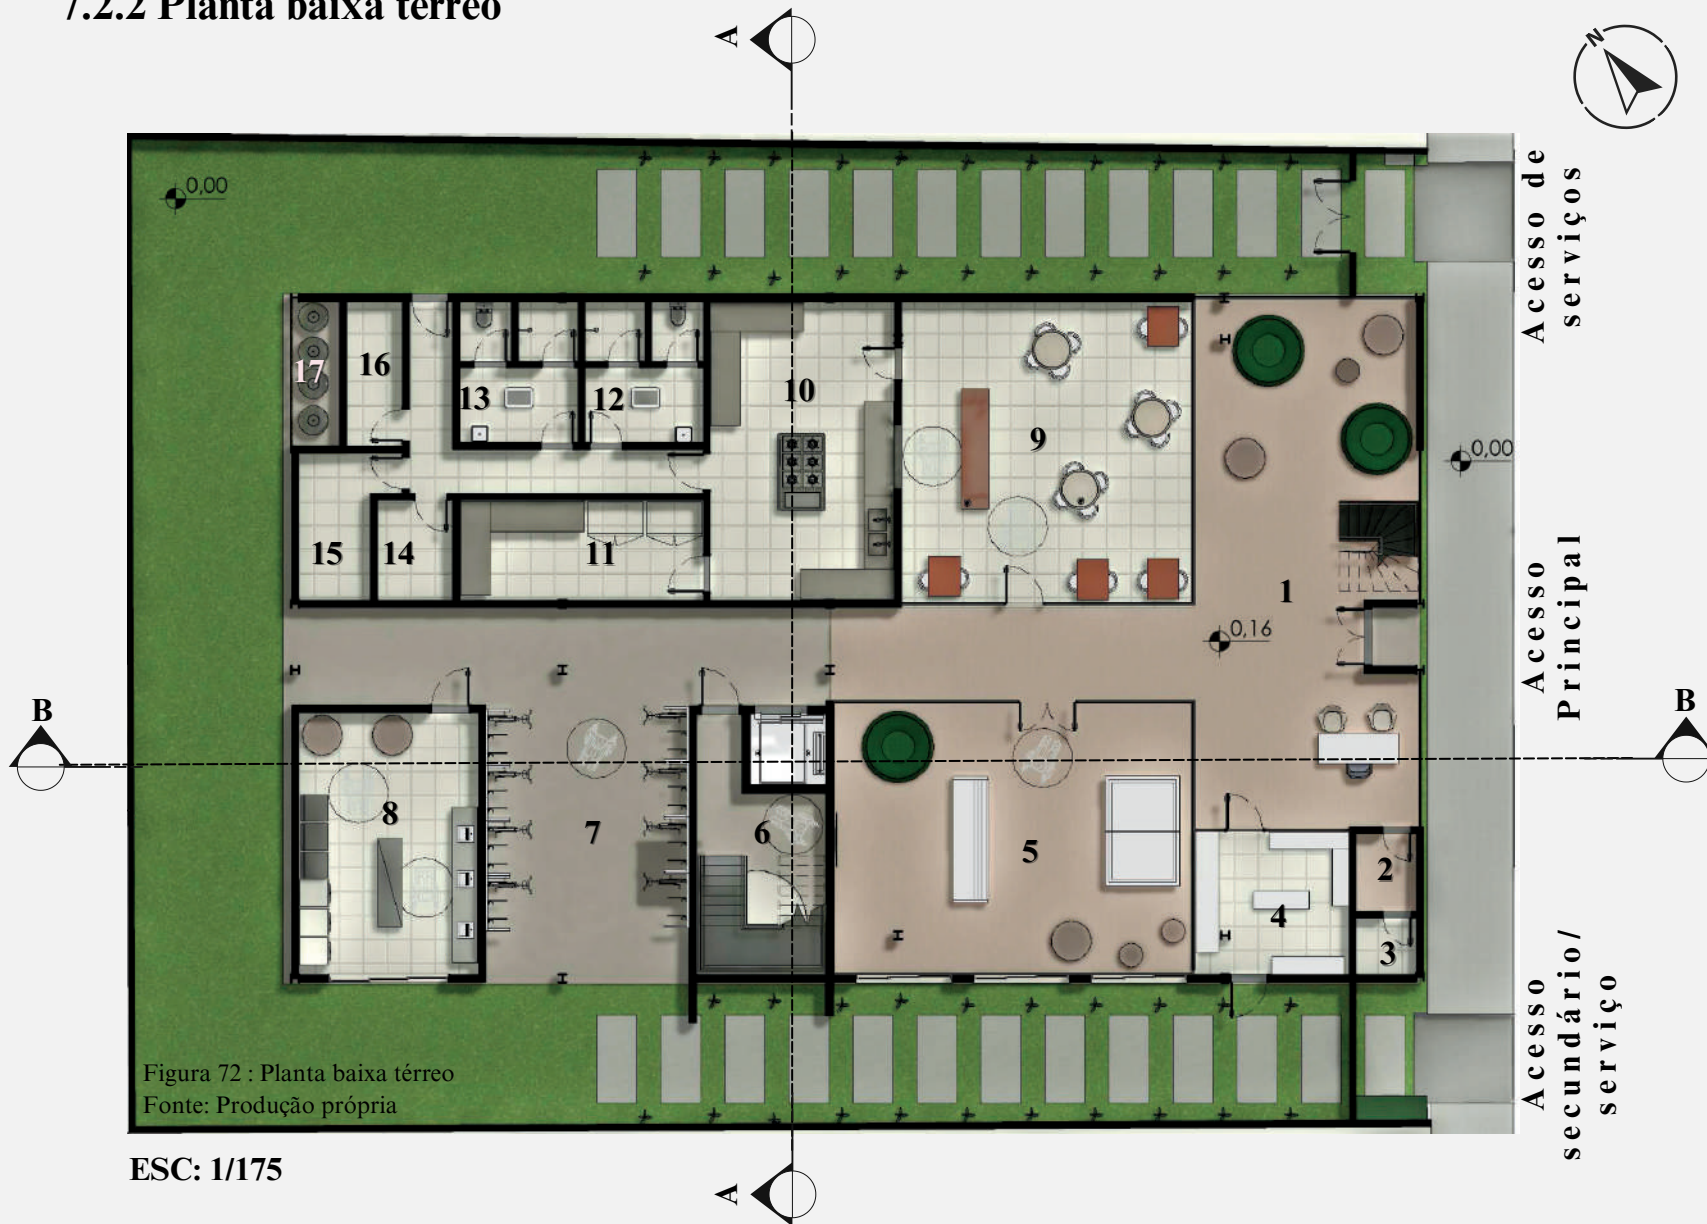 7.2.2 Planta baixa térreo
A
N
0,00
Acesso de
serviços
17
16
13
12
10
9
0,00
15
14
11
1
0,16
Acesso
Principal
B
B
8
7
6
5
4
2
3
Acesso
secundário/
serviço
Figura 72 : Planta baixa térreo
Fonte: Produção própria
ESC: 1/175
A